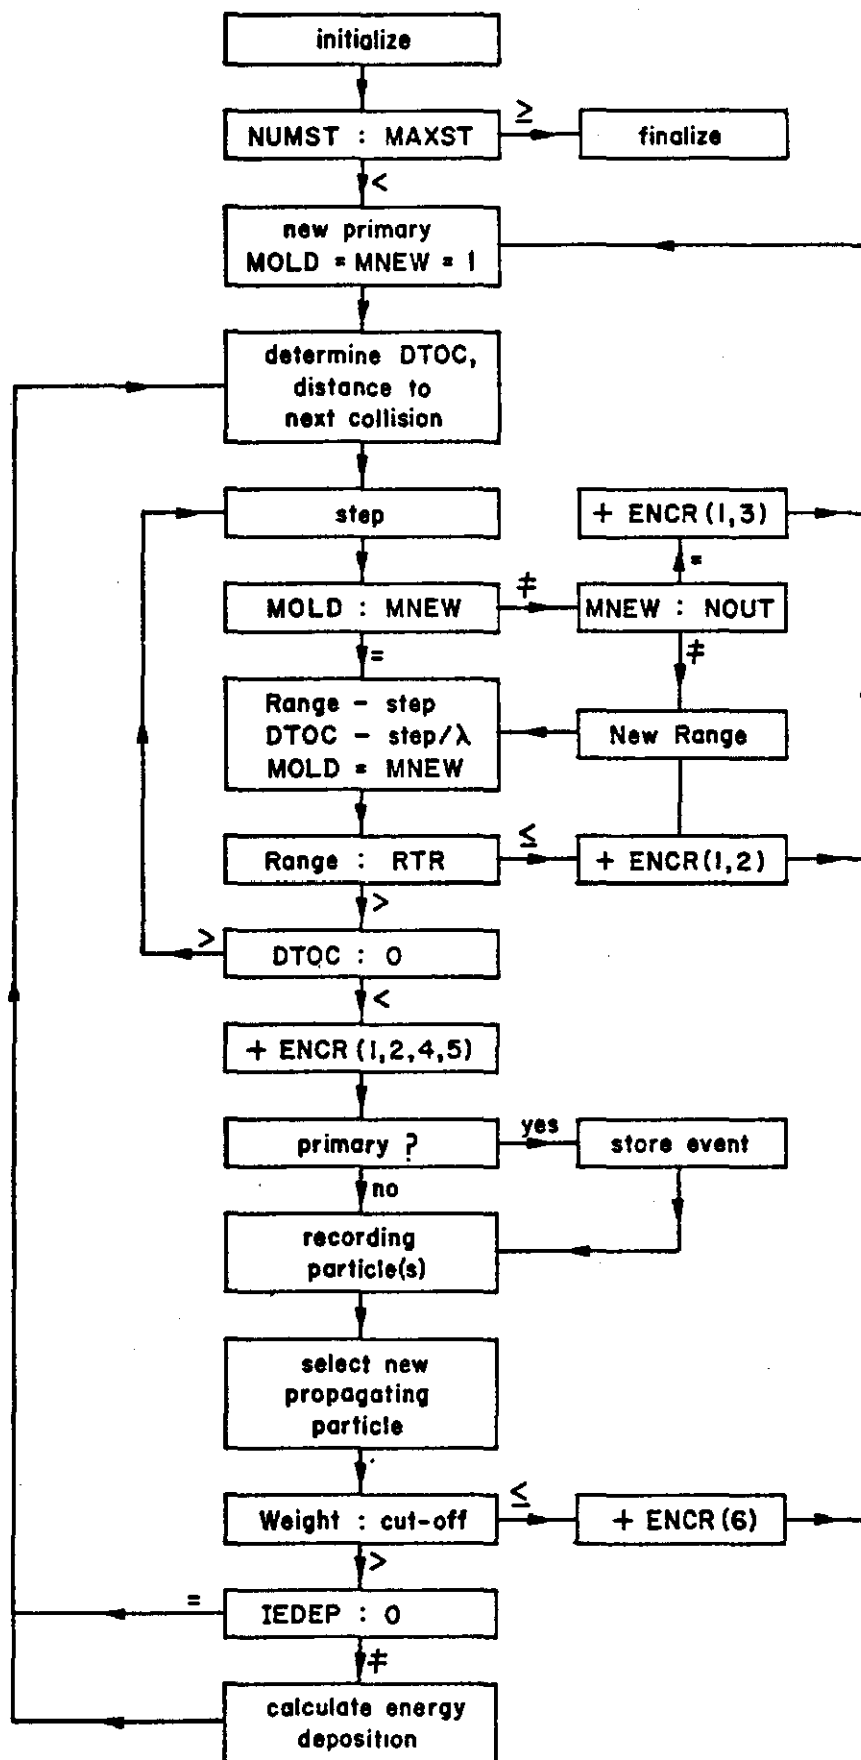 initialize
NUMST : MAXST
≥
finalize
<
new primary
MOLD = MNEW = 1
determine DTOC,
distance to
next collision
step
+ ENCR (1,3)
=
MOLD : MNEW
≠
MNEW : NOUT
=
≠
Range - step
DTOC - step/λ
MOLD = MNEW
New Range
Range : RTR
≤
+ ENCR(1,2)
>
>
DTOC : 0
<
+ ENCR (1,2,4,5)
primary ?
yes
store event
no
recording
particle(s)
select new
propagating
particle
Weight : cut-off
≤
+ ENCR(6)
>
=
IEDEP : 0
≠
calculate energy
deposition